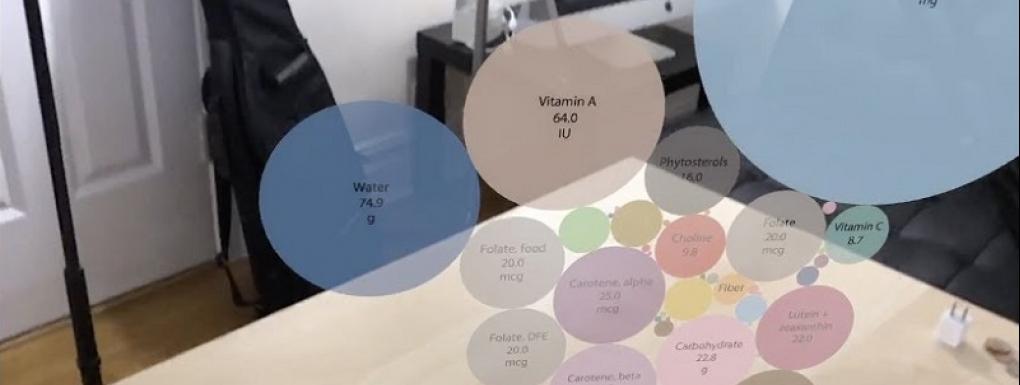 mg
Vitamin A
64.0
IU
Phytosterols
16.0
Water
74.9
g
Folate
20.0
mcg
Vitamin C
8.7
Choline
9.8
Folate, food
20.0
mcg
Carotene, alpha
25.0
mcg
Fiber
Lutein +
zeaxanthin
22.0
Folate, DFE
20.0
mcg
Carbohydrate
22.8
g
Carotene, beta